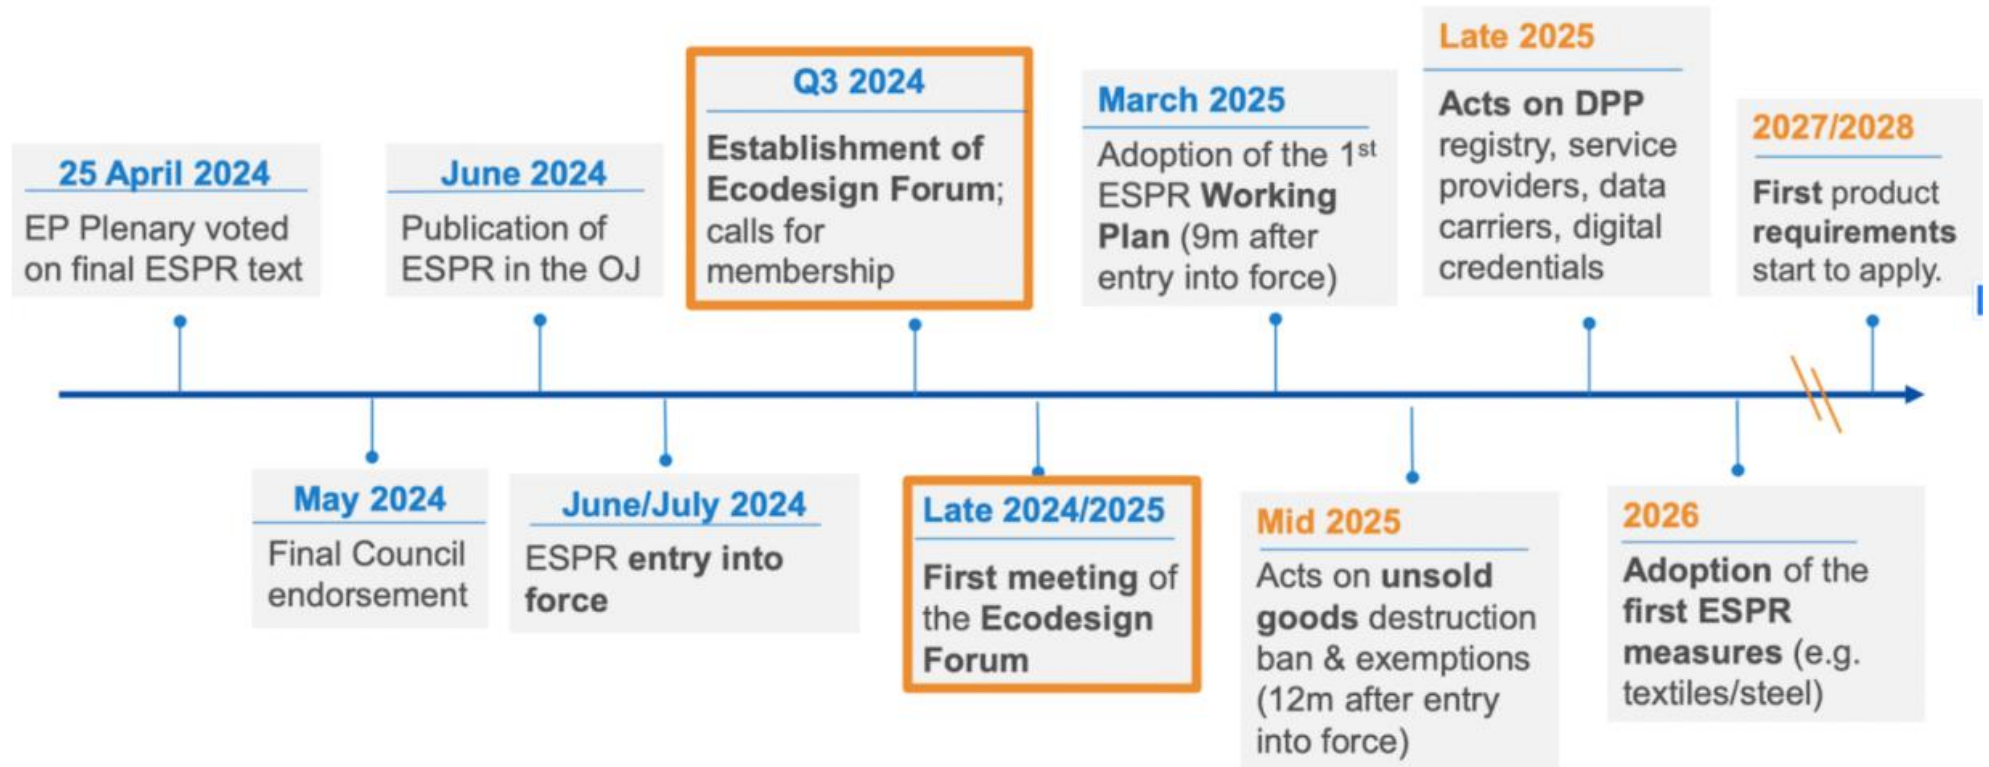 25 April 2024
EP Plenary voted
on final ESPR text
May 2024
Final Council
endorsement
June 2024
Publication of
ESPR in the OJ
June/July 2024
ESPR entry into
force
Q3 2024
Establishment of
Ecodesign Forum;
calls for
membership
Late 2024/2025
First meeting of
the Ecodesign
Forum
March 2025
Adoption of the 1st
ESPR Working
Plan (9m after
entry into force)
Mid 2025
Acts on unsold
goods destruction
ban & exemptions
(12m after entry
into force)
Late 2025
Acts on DPP
registry, service
providers, data
carriers, digital
credentials
2026
Adoption of the
first ESPR
measures (e.g.
textiles/steel)
2027/2028
First product
requirements
start to apply.